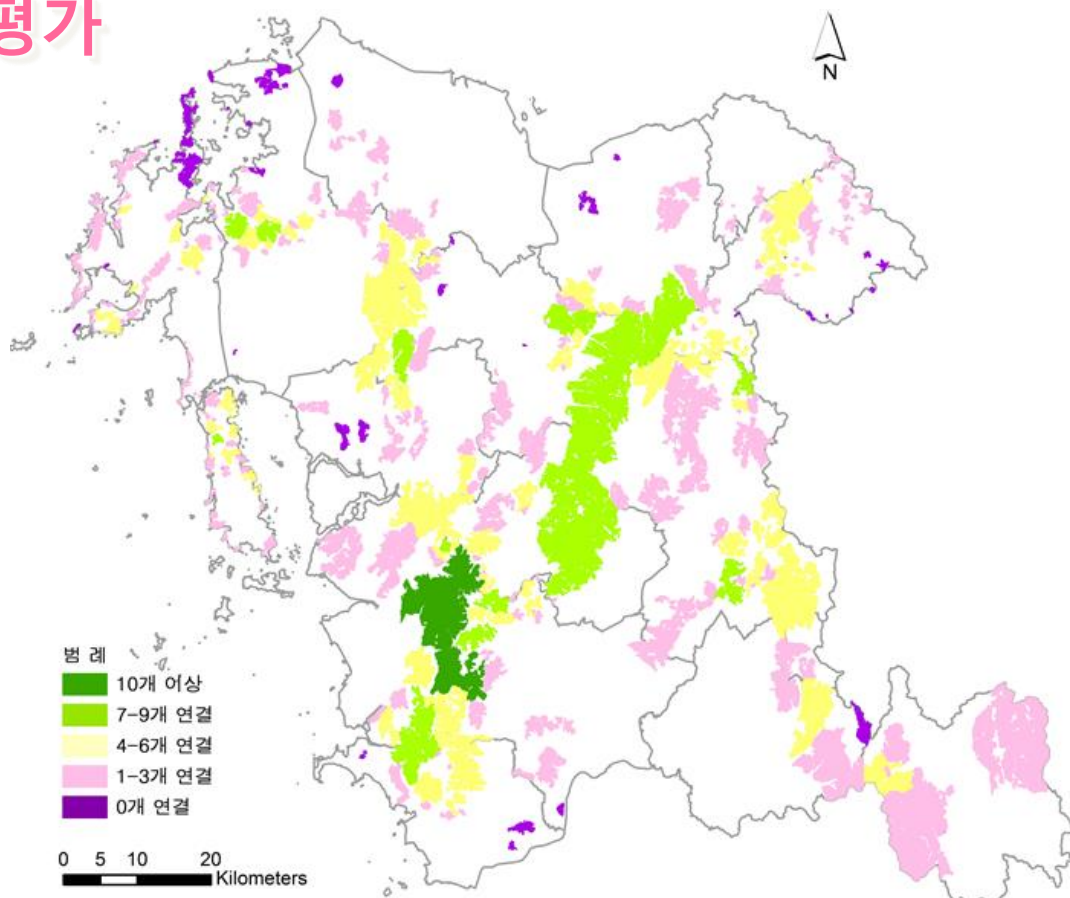 평가
N
범 례
10개 이상
7-9개 연결
4-6개 연결
1-3개 연결
0개 연결
0 5 10 20
Kilometers